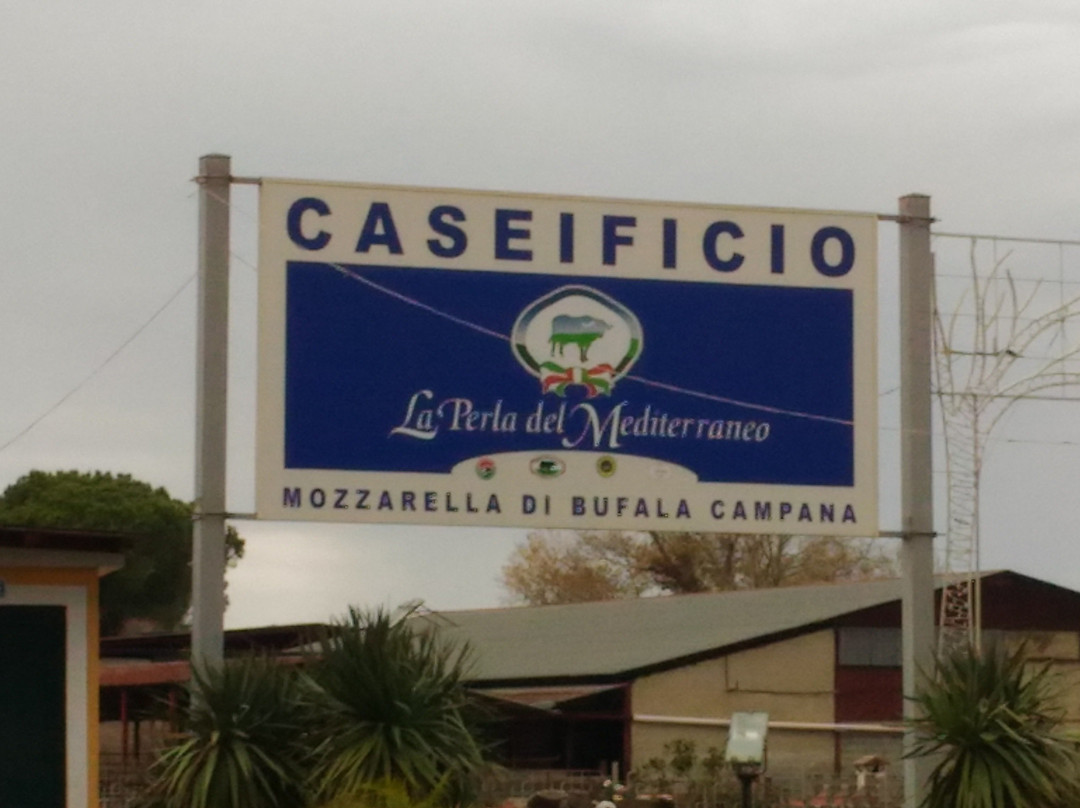 CASEIFICIO
La Perla del Mediterraneo
MOZZARELLA DI BUFALA CAMPANA